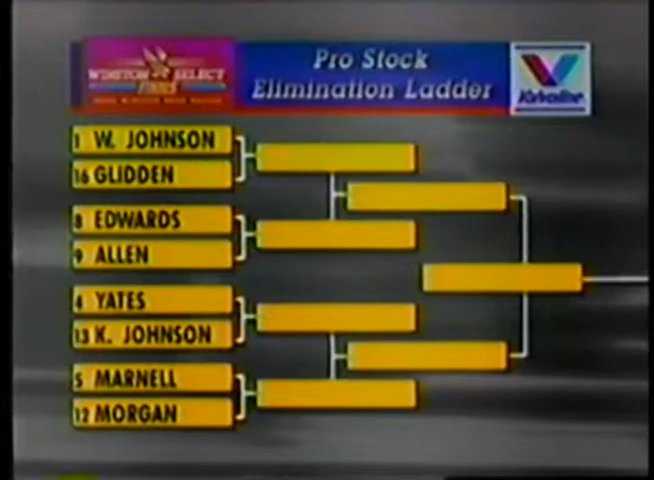 WINSTON SELECT
FINALS
Pro Stock
Elimination Ladder
Valvoline
1 W. JOHNSON
16 GLIDDEN
8 EDWARDS
9 ALLEN
4 YATES
13 K. JOHNSON
5 MARNELL
12 MORGAN